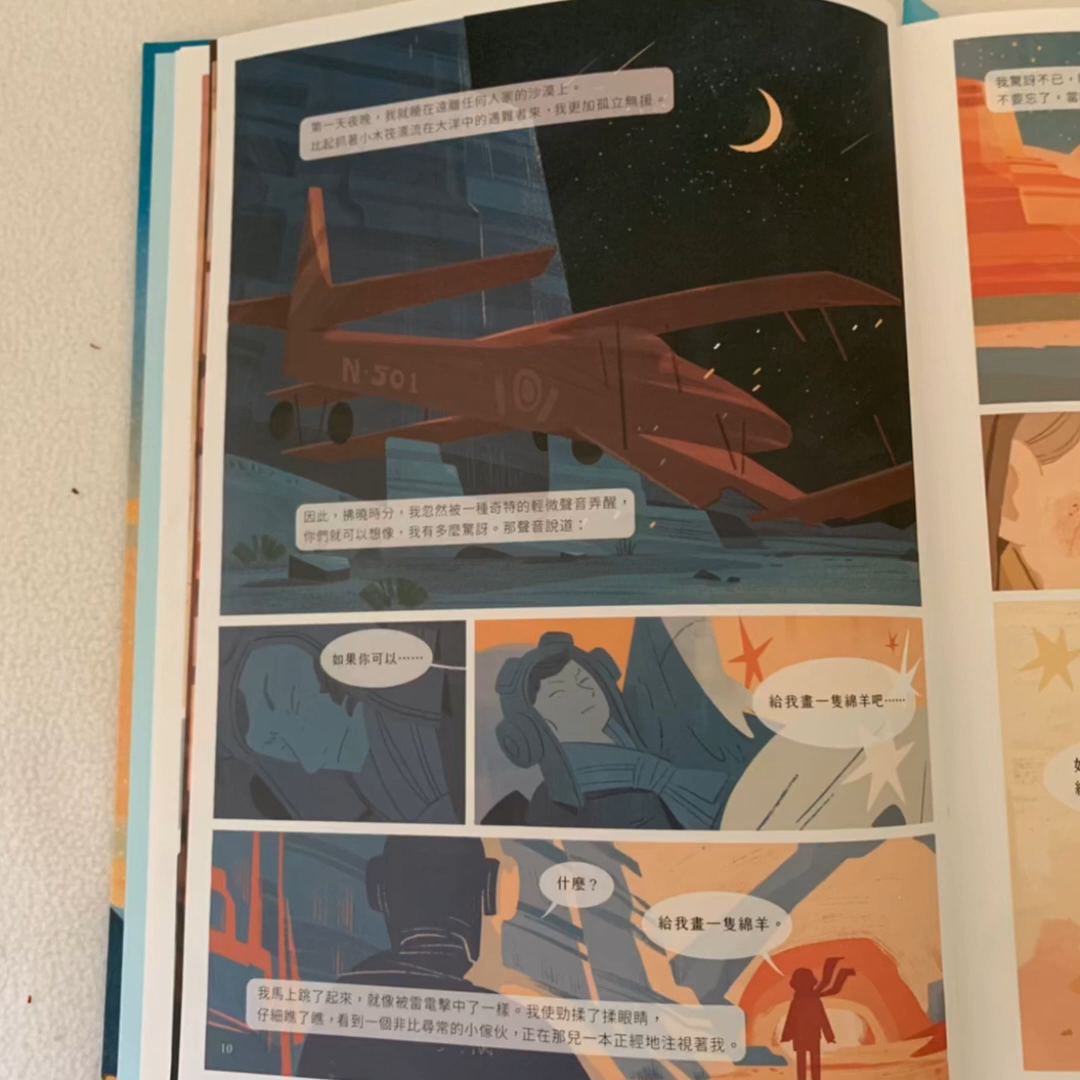 第一天夜晚，我就睡在遠離任何人家的沙漠上。
比起抓著小木筏漂流在大洋中的遇難者來，我更加孤立無援。
N-501
因此，拂曉時分，我忽然被一種奇特的輕微聲音弄醒，
你們就可以想像，我有多麼驚訝。那聲音說道：
如果你可以……
給我畫一隻綿羊吧……
什麼？
給我畫一隻綿羊。
我馬上跳了起來，就像被雷電擊中了一樣。我使勁揉了揉眼睛，
仔細瞧了瞧，看到一個非比尋常的小傢伙，正在那兒一本正經地注視著我。
10
我驚訝不已，
不要忘了，當